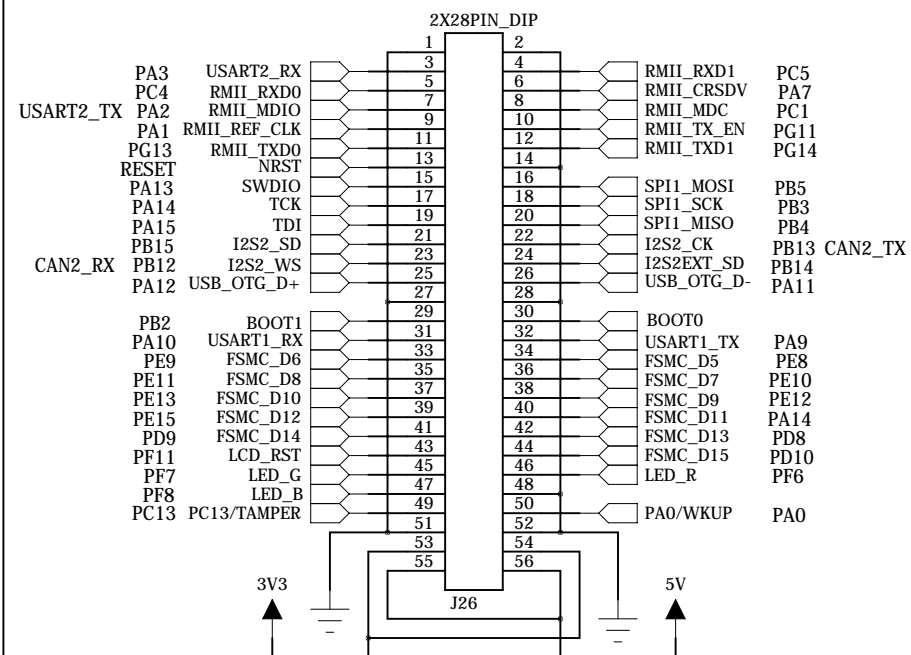 2X28PIN_DIP
1 2
PA3 USART2_RX 3 4 RMII_RXD1 PC5
PC4 RMII_RXD0 5 6 RMII_CRSDV PA7
USART2_TX PA2 RMII_MDIO 7 8 RMII_MDC PC1
PA1 RMII_REF_CLK 9 10 RMII_TX_EN PG11
PG13 RMII_TXD0 11 12 RMII_TXD1 PG14
RESET NRST 13 14
PA13 SWDIO 15 16 SPI1_MOSI PB5
PA14 TCK 17 18 SPI1_SCK PB3
PA15 TDI 19 20 SPI1_MISO PB4
PB15 I2S2_SD 21 22 I2S2_CK PB13 CAN2_TX
CAN2_RX PB12 I2S2_WS 23 24 I2S2EXT_SD PB14
PA12 USB_OTG_D+ 25 26 USB_OTG_D- PA11
27 28
PB2 BOOT1 29 30 BOOT0
PA10 USART1_RX 31 32 USART1_TX PA9
PE9 FSMC_D6 33 34 FSMC_D5 PE8
PE11 FSMC_D8 35 36 FSMC_D7 PE10
PE13 FSMC_D10 37 38 FSMC_D9 PE12
PE15 FSMC_D12 39 40 FSMC_D11 PA14
PD9 FSMC_D14 41 42 FSMC_D13 PD8
PF11 LCD_RST 43 44 FSMC_D15 PD10
PF7 LED_G 45 46 LED_R PF6
PF8 LED_B 47 48
PC13 PC13/TAMPER 49 50 PA0/WKUP PA0
51 52
53 54
55 56
3V3 J26 5V